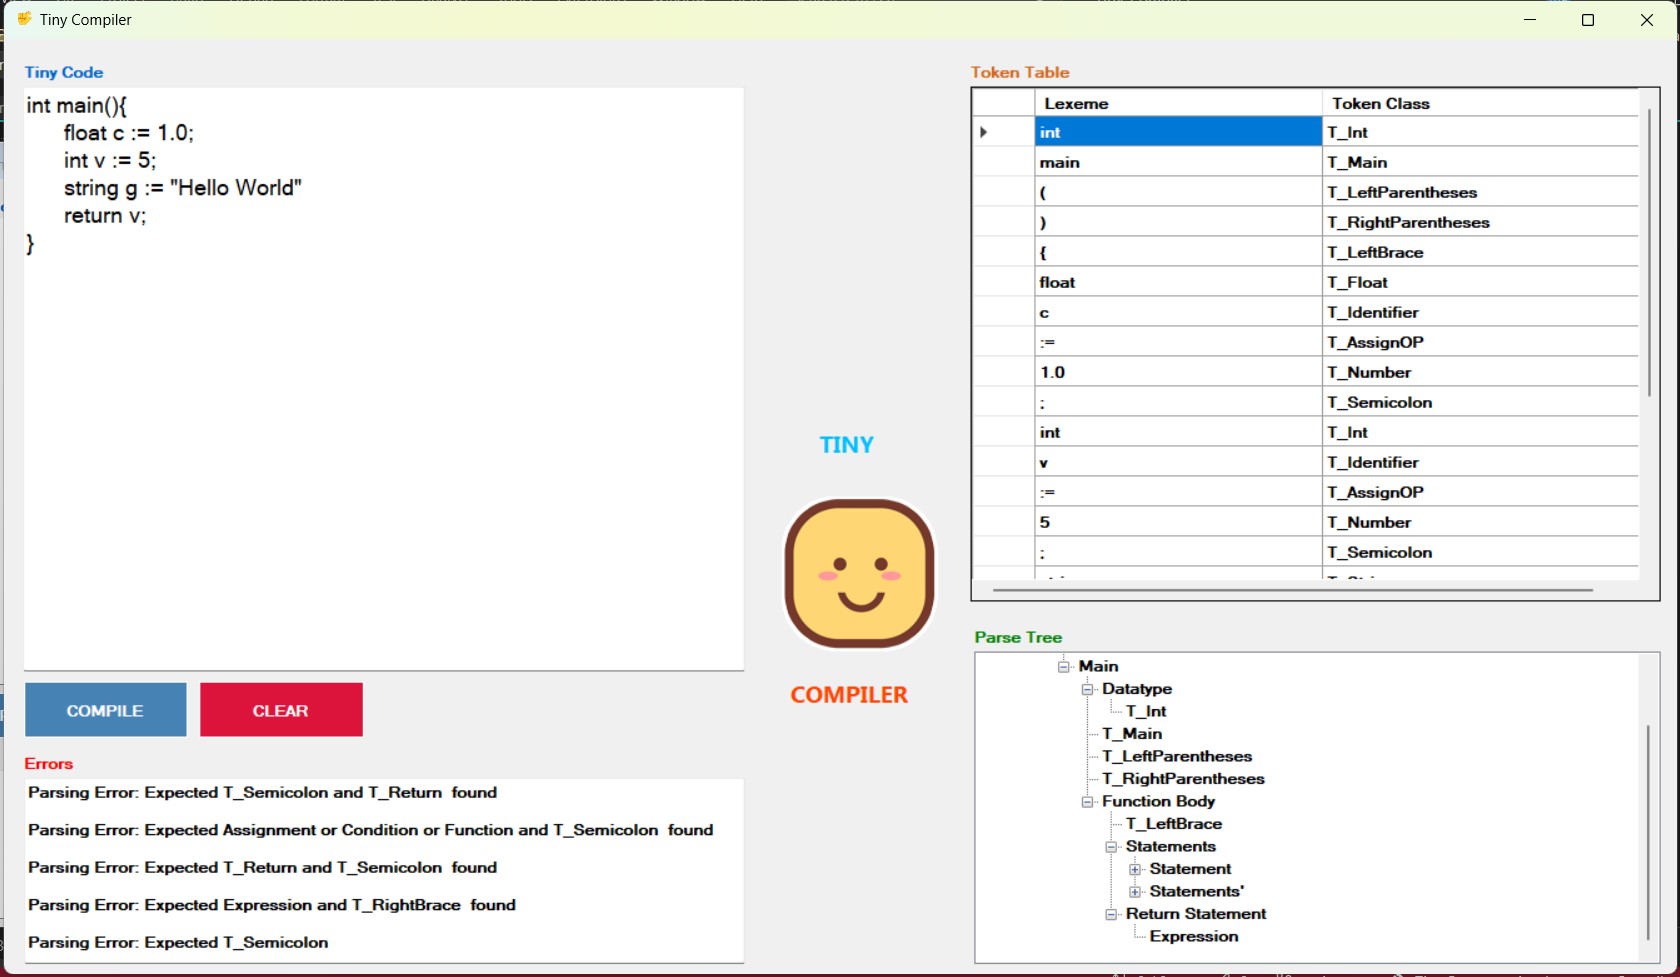 Tiny Compiler
Tiny Code
int main(){
float c := 1.0;
int v := 5;
string g := "Hello World"
return v;
}
COMPILE
CLEAR
Errors
Parsing Error: Expected T_Semicolon and T_Return  found
Parsing Error: Expected Assignment or Condition or Function and T_Semicolon  found
Parsing Error: Expected T_Return and T_Semicolon  found
Parsing Error: Expected Expression and T_RightBrace  found
Parsing Error: Expected T_Semicolon
TINY
COMPILER
Token Table
Lexeme Token Class
int T_Int
main T_Main
( T_LeftParentheses
) T_RightParentheses
{ T_LeftBrace
float T_Float
c T_Identifier
:= T_AssignOP
1.0 T_Number
; T_Semicolon
int T_Int
v T_Identifier
:= T_AssignOP
5 T_Number
; T_Semicolon
Parse Tree
Main
Datatype
T_Int
T_Main
T_LeftParentheses
T_RightParentheses
Function Body
T_LeftBrace
Statements
Statement
Statements'
Return Statement
Expression